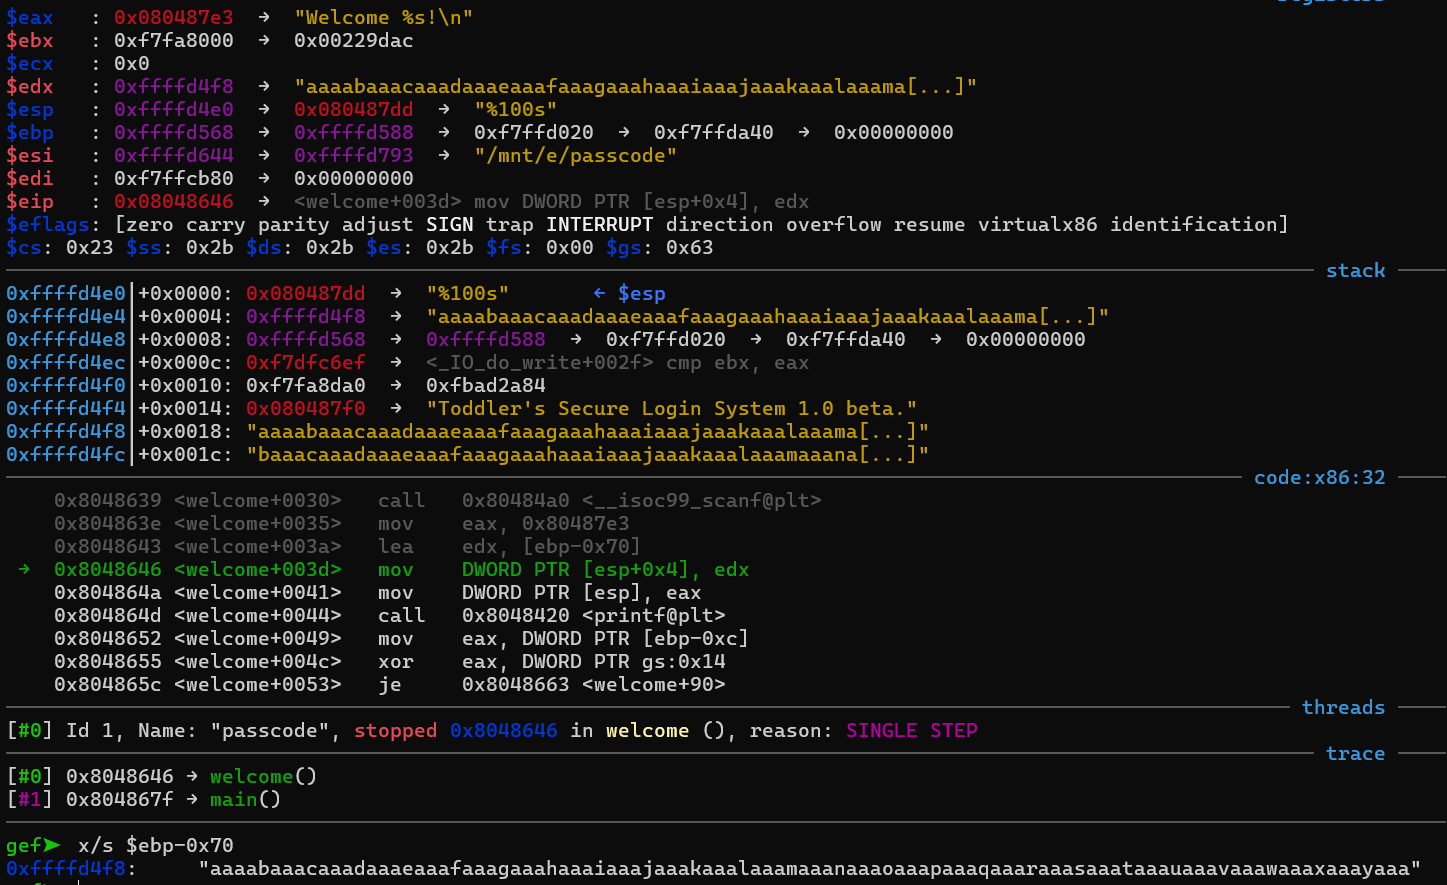 registers
$eax   : 0x080487e3  →  "Welcome %s!\n"
$ebx   : 0xf7fa8000  →  0x00229dac
$ecx   : 0x0
$edx   : 0xffffd4f8  →  "aaaabaaacaaadaaaeaaafaaagaaahaaaiaaajaaakaaalaaama[...]"
$esp   : 0xffffd4e0  →  0x080487dd  →  "%100s"
$ebp   : 0xffffd568  →  0xffffd588  →  0xf7ffd020  →  0xf7ffda40  →  0x00000000
$esi   : 0xffffd644  →  0xffffd793  →  "/mnt/e/passcode"
$edi   : 0xf7ffcb80  →  0x00000000
$eip   : 0x08048646  →  <welcome+003d> mov DWORD PTR [esp+0x4], edx
$eflags: [zero carry parity adjust SIGN trap INTERRUPT direction overflow resume virtualx86 identification]
$cs: 0x23 $ss: 0x2b $ds: 0x2b $es: 0x2b $fs: 0x00 $gs: 0x63
stack
0xffffd4e0│+0x0000: 0x080487dd  →  "%100s"       ← $esp
0xffffd4e4│+0x0004: 0xffffd4f8  →  "aaaabaaacaaadaaaeaaafaaagaaahaaaiaaajaaakaaalaaama[...]"
0xffffd4e8│+0x0008: 0xffffd568  →  0xffffd588  →  0xf7ffd020  →  0xf7ffda40  →  0x00000000
0xffffd4ec│+0x000c: 0xf7dfc6ef  →  <_IO_do_write+002f> cmp ebx, eax
0xffffd4f0│+0x0010: 0xf7fa8da0  →  0xfbad2a84
0xffffd4f4│+0x0014: 0x080487f0  →  "Toddler's Secure Login System 1.0 beta."
0xffffd4f8│+0x0018: "aaaabaaacaaadaaaeaaafaaagaaahaaaiaaajaaakaaalaaama[...]"
0xffffd4fc│+0x001c: "baaacaaadaaaeaaafaaagaaahaaaiaaajaaakaaalaaamaaana[...]"
code:x86:32
0x8048639 <welcome+0030>   call   0x80484a0 <__isoc99_scanf@plt>
0x804863e <welcome+0035>   mov    eax, 0x80487e3
0x8048643 <welcome+003a>   lea    edx, [ebp-0x70]
→  0x8048646 <welcome+003d>   mov    DWORD PTR [esp+0x4], edx
0x804864a <welcome+0041>   mov    DWORD PTR [esp], eax
0x804864d <welcome+0044>   call   0x8048420 <printf@plt>
0x8048652 <welcome+0049>   mov    eax, DWORD PTR [ebp-0xc]
0x8048655 <welcome+004c>   xor    eax, DWORD PTR gs:0x14
0x804865c <welcome+0053>   je     0x8048663 <welcome+90>
threads
[#0] Id 1, Name: "passcode", stopped 0x8048646 in welcome (), reason: SINGLE STEP
trace
[#0] 0x8048646 → welcome()
[#1] 0x804867f → main()
gef➤  x/s $ebp-0x70
0xffffd4f8:     "aaaabaaacaaadaaaeaaafaaagaaahaaaiaaajaaakaaalaaamaaanaaaoaaapaaaqaaaraaasaaataaauaaavaaawaaaxaaayaaa"